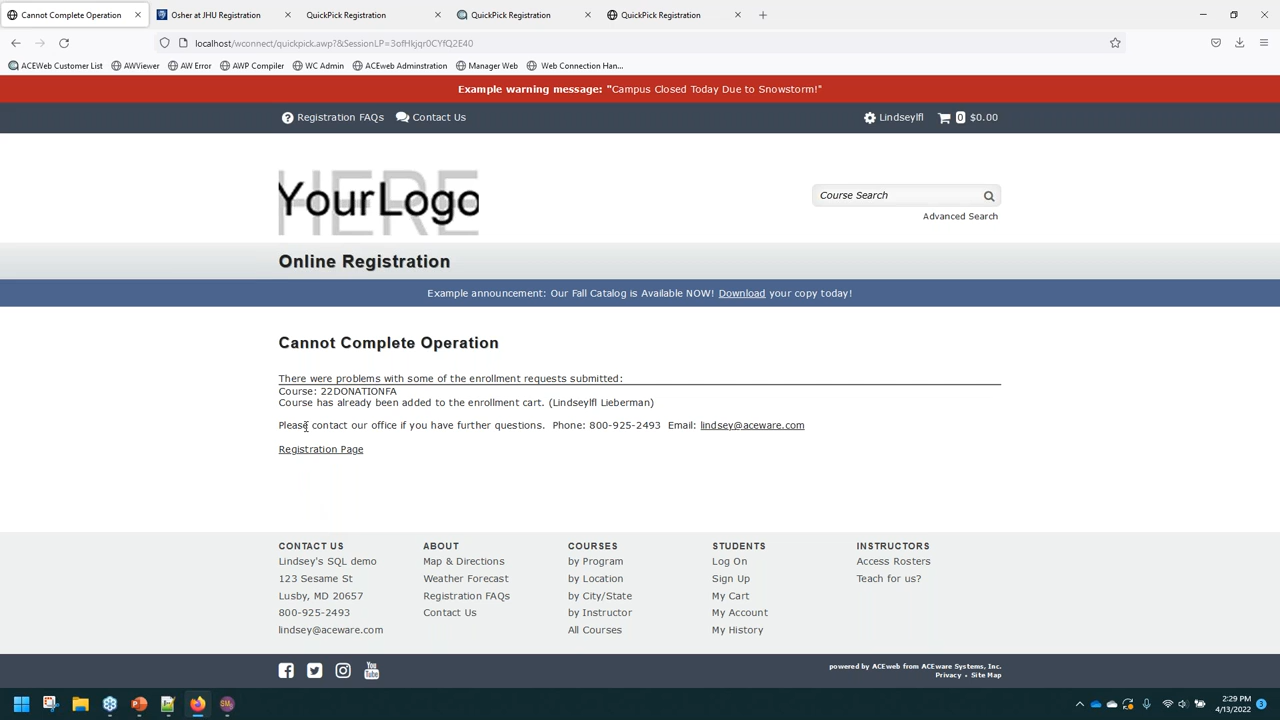 Cannot Complete Operation
Osher at JHU Registration
QuickPick Registration
QuickPick Registration
QuickPick Registration
localhost/wconnect/quickpick.awp?&SessionLP=3ofHkjqr0CYfQ2E40
ACEWeb Customer List
AWViewer
AW Error
AWP Compiler
WC Admin
ACEweb Adminstration
Manager Web
Web Connection Han...
Example warning message: "Campus Closed Today Due to Snowstorm!"
Registration FAQs
Contact Us
Lindseylfl
0 $0.00
HERE
YourLogo
Course Search
Advanced Search
Online Registration
Example announcement: Our Fall Catalog is Available NOW! Download your copy today!
Cannot Complete Operation
There were problems with some of the enrollment requests submitted:
Course: 22DONATIONFA
Course has already been added to the enrollment cart. (Lindseylfl Lieberman)
Please contact our office if you have further questions. Phone: 800-925-2493 Email: lindsey@aceware.com
Registration Page
CONTACT US
Lindsey's SQL demo
123 Sesame St
Lusby, MD 20657
800-925-2493
lindsey@aceware.com
ABOUT
Map & Directions
Weather Forecast
Registration FAQs
Contact Us
COURSES
by Program
by Location
by City/State
by Instructor
All Courses
STUDENTS
Log On
Sign Up
My Cart
My Account
My History
INSTRUCTORS
Access Rosters
Teach for us?
You
Tube
powered by ACEweb from ACEware Systems, Inc.
Privacy • Site Map
2:29 PM
4/13/2022
3